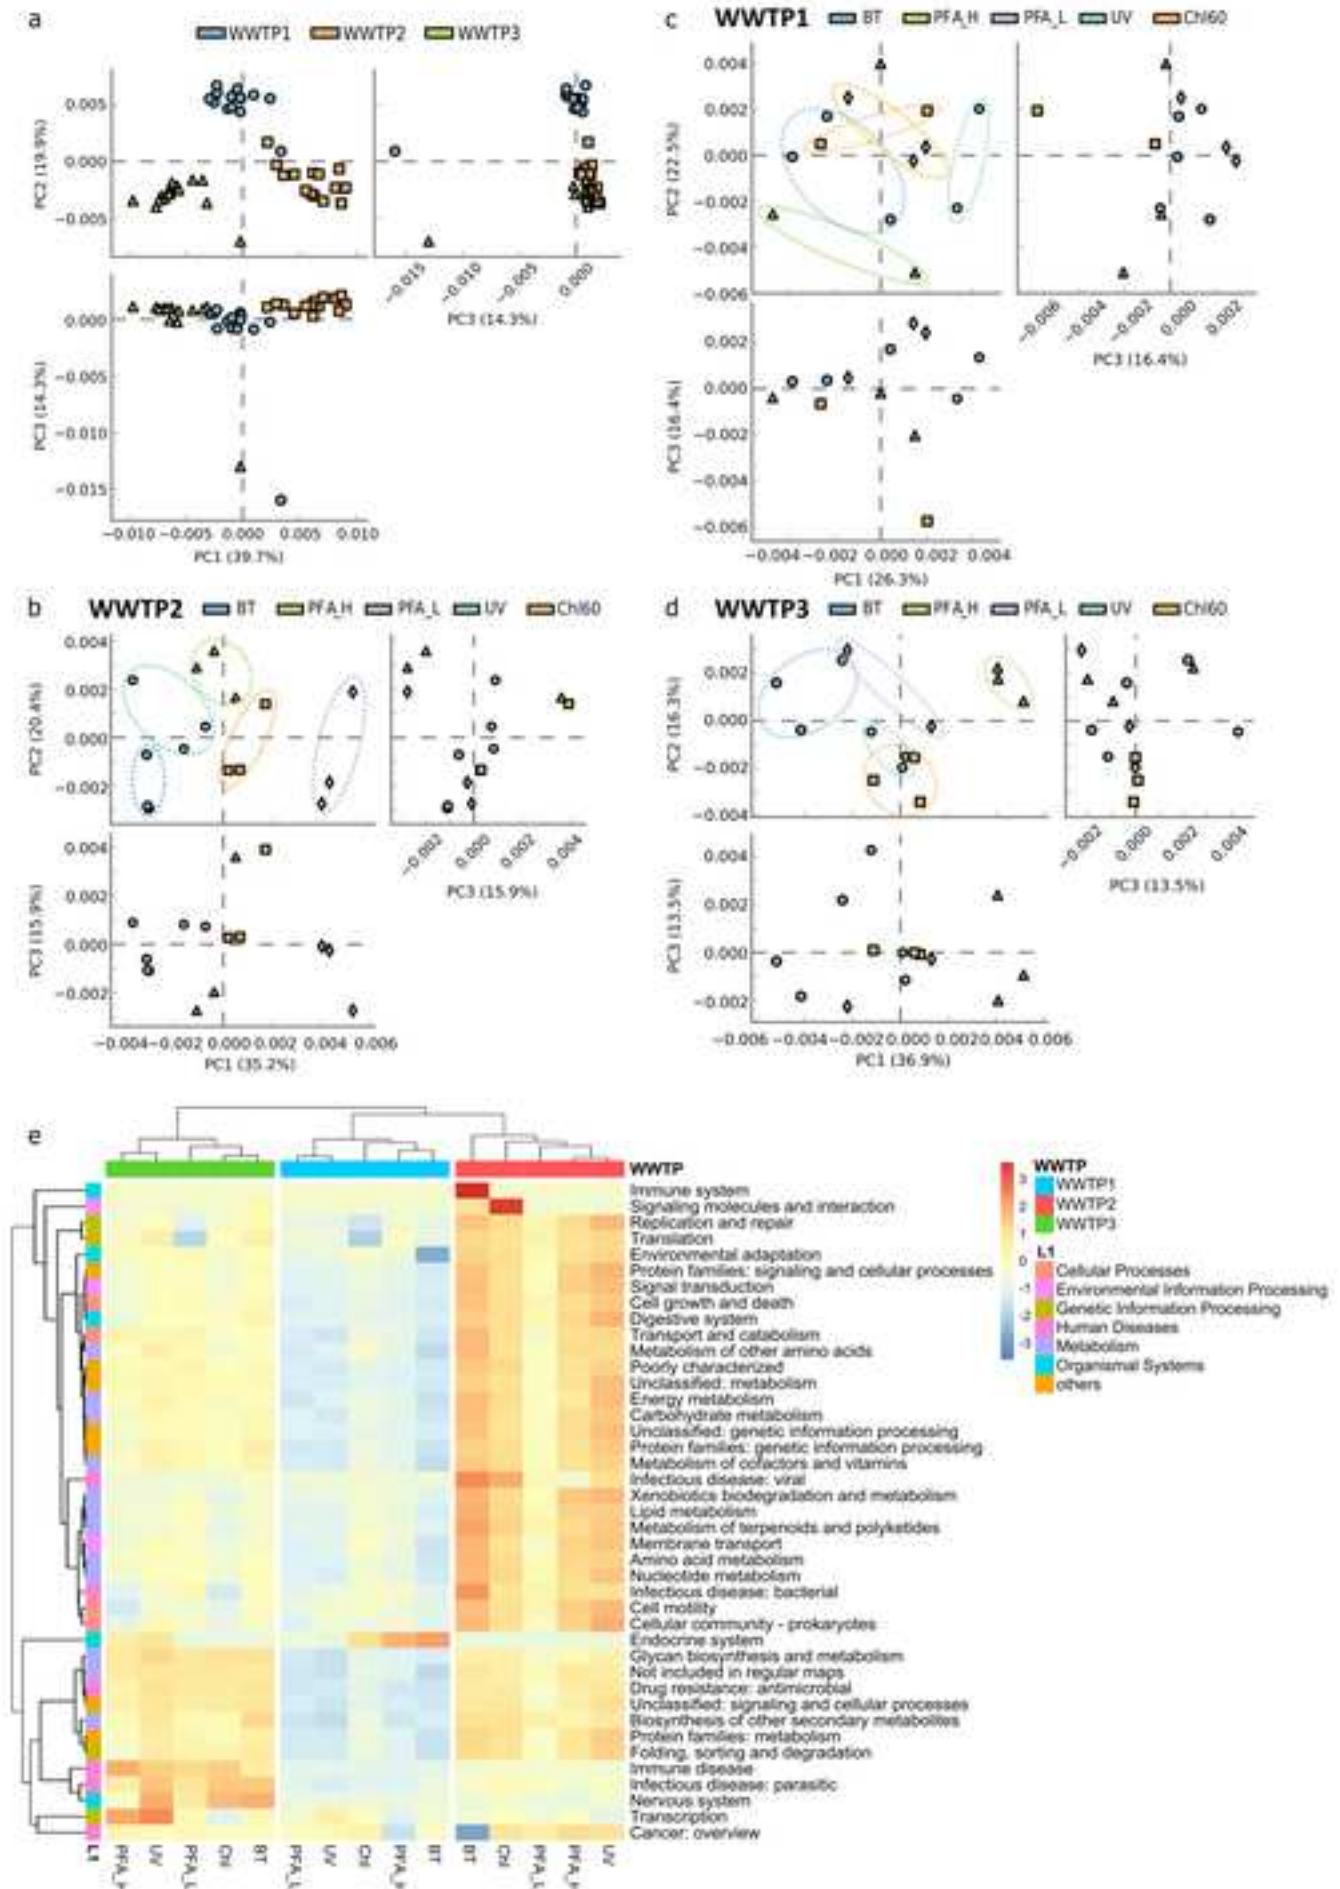 a
WWTP1 WWTP2 WWTP3
0.005
0.000
−0.005
PC2 (19.9%)
−0.015 −0.010 −0.005 0.000
PC3 (14.3%)
0.000
−0.005
−0.010
−0.015
PC3 (14.3%)
−0.010 −0.005 0.000 0.005 0.010
PC1 (39.7%)
c WWTP1 BT PFA_H PFA_L UV Chl60
0.004
0.002
0.000
−0.002
−0.004
−0.006
PC2 (22.5%)
−0.006 −0.004 −0.002 0.000 0.002
PC3 (16.4%)
0.002
0.000
−0.002
−0.004
−0.006
PC3 (16.4%)
−0.004 −0.002 0.000 0.002 0.004
PC1 (26.3%)
b WWTP2 BT PFA_H PFA_L UV Chl60
0.004
0.002
0.000
−0.002
PC2 (20.4%)
−0.002 0.000 0.002 0.004
PC3 (15.9%)
0.004
0.002
0.000
−0.002
PC3 (15.9%)
−0.004 −0.002 0.000 0.002 0.004 0.006
PC1 (35.2%)
d WWTP3 BT PFA_H PFA_L UV Chl60
0.002
0.000
−0.002
−0.004
PC2 (16.3%)
−0.002 0.000 0.002 0.004
PC3 (13.5%)
0.004
0.002
0.000
−0.002
PC3 (13.5%)
−0.006 −0.004 −0.002 0.000 0.002 0.004 0.006
PC1 (36.9%)
e
WWTP
Immune system
Signaling molecules and interaction
Replication and repair
Translation
Environmental adaptation
Protein families: signaling and cellular processes
Signal transduction
Cell growth and death
Digestive system
Transport and catabolism
Metabolism of other amino acids
Poorly characterized
Unclassified: metabolism
Energy metabolism
Carbohydrate metabolism
Unclassified: genetic information processing
Protein families: genetic information processing
Metabolism of cofactors and vitamins
Infectious disease: viral
Xenobiotics biodegradation and metabolism
Lipid metabolism
Metabolism of terpenoids and polyketides
Membrane transport
Amino acid metabolism
Nucleotide metabolism
Infectious disease: bacterial
Cell motility
Cellular community - prokaryotes
Endocrine system
Glycan biosynthesis and metabolism
Not included in regular maps
Drug resistance: antimicrobial
Unclassified: signaling and cellular processes
Biosynthesis of other secondary metabolites
Protein families: metabolism
Folding, sorting and degradation
Immune disease
Infectious disease: parasitic
Nervous system
Transcription
Cancer: overview
3
2
1
0
-1
-2
-3
WWTP
WWTP1
WWTP2
WWTP3
L1
Cellular Processes
Environmental Information Processing
Genetic Information Processing
Human Diseases
Metabolism
Organismal Systems
others
L1 UV Chl BT UV Chl BT BT Chl UV